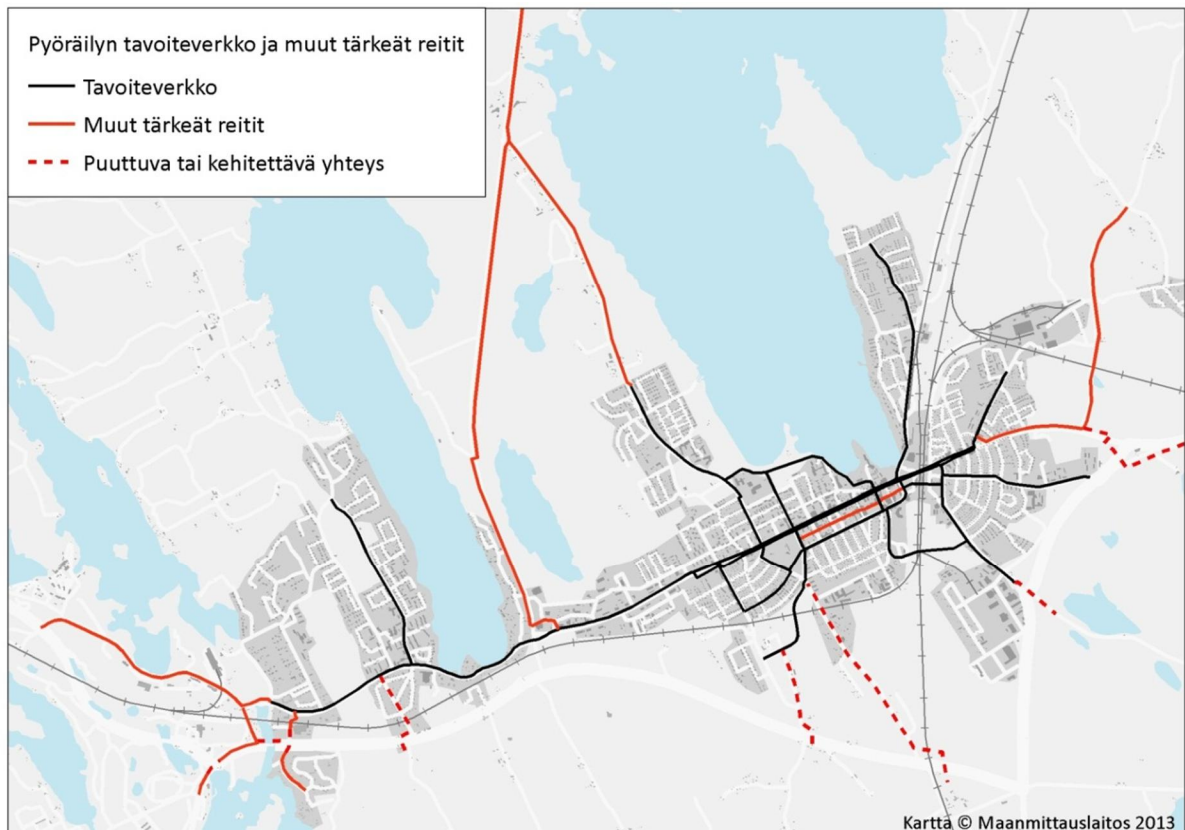 Pyöräilyn tavoiteverkko ja muut tärkeät reitit
Tavoiteverkko
Muut tärkeät reitit
Puuttuva tai kehitettävä yhteys
Kartta © Maanmittauslaitos 2013